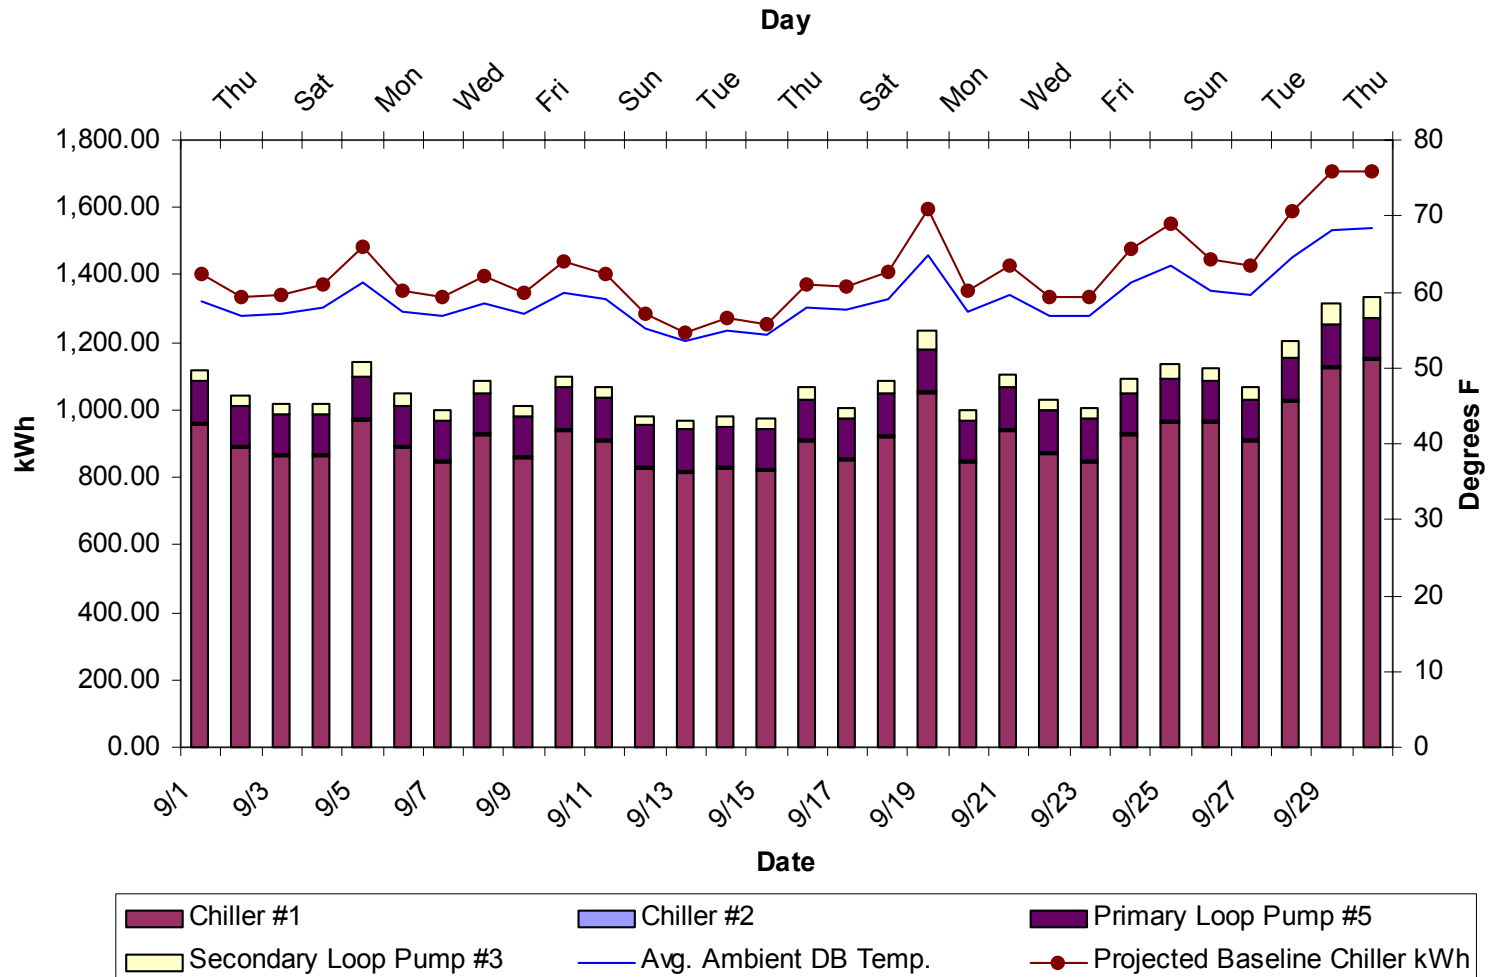 Day
Thu Sat Mon Wed Fri Sun Tue Thu Sat Mon Wed Fri Sun Tue Thu
1,800.00 80
1,600.00 70
1,400.00 60
1,200.00 50
1,000.00 40
800.00 30
600.00 20
400.00 10
200.00 0
0.00
kWh
Degrees F
9/1 9/3 9/5 9/7 9/9 9/11 9/13 9/15 9/17 9/19 9/21 9/23 9/25 9/27 9/29
Date
Chiller #1 Chiller #2 Primary Loop Pump #5
Secondary Loop Pump #3 Avg. Ambient DB Temp. Projected Baseline Chiller kWh